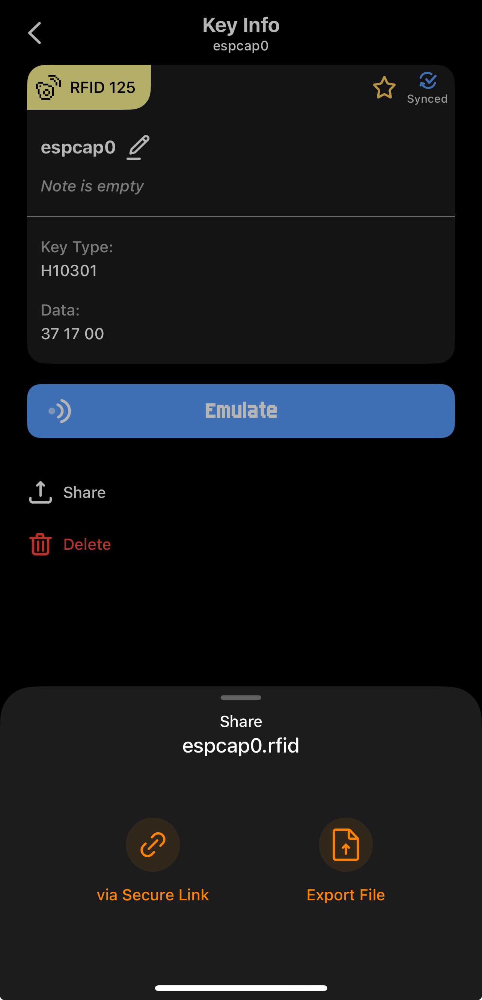 Key Info
espcap0
RFID 125
Synced
espcap0
Note is empty
Key Type:
H10301
Data:
37 17 00
Emulate
Share
Delete
Share
espcap0.rfid
via Secure Link
Export File